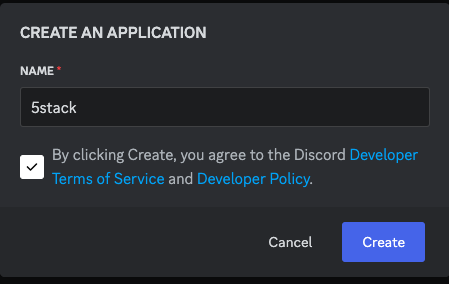 CREATE AN APPLICATION
NAME *
5stack
By clicking Create, you agree to the Discord Developer
Terms of Service and Developer Policy.
Cancel
Create